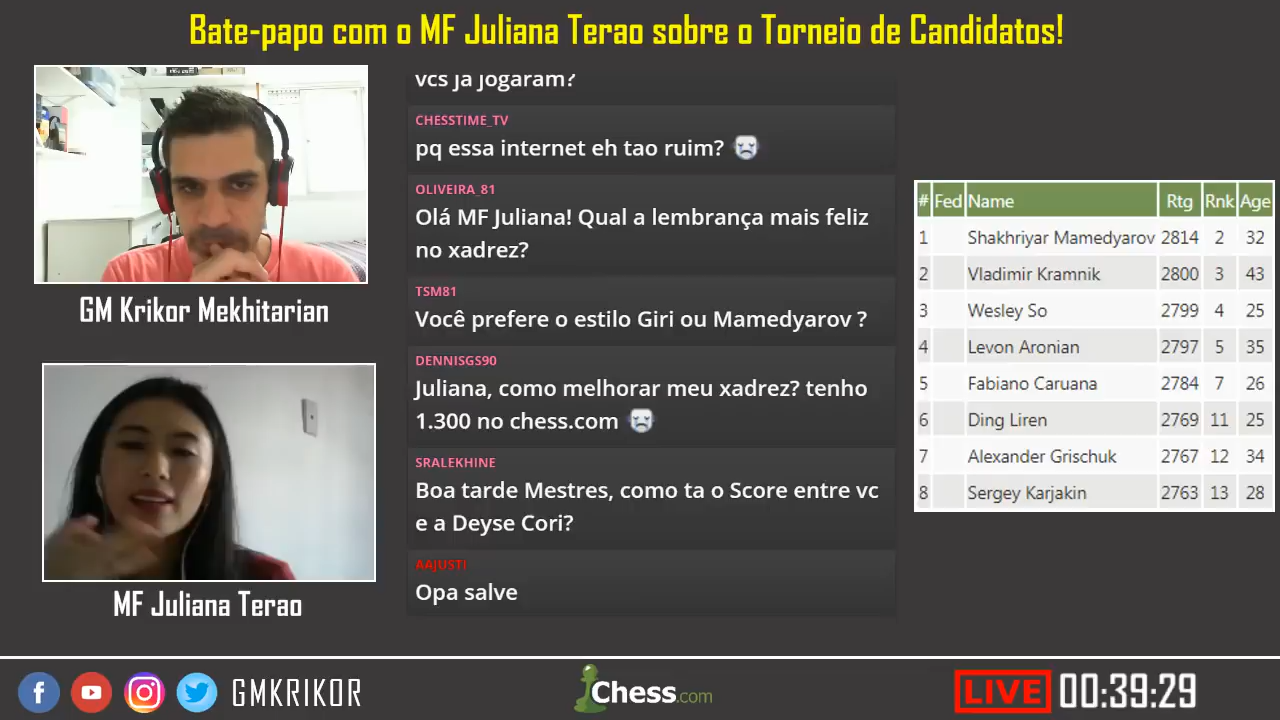 Bate-papo com o MF Juliana Terao sobre o Torneio de Candidatos!
GM Krikor Mekhitarian
MF Juliana Terao
vcs ja jogaram?
CHESSTIME_TV
pq essa internet eh tao ruim?
OLIVEIRA_81
Olá MF Juliana! Qual a lembrança mais feliz
no xadrez?
TSM81
Você prefere o estilo Giri ou Mamedyarov ?
DENNISGS90
Juliana, como melhorar meu xadrez? tenho
1.300 no chess.com
SRALEKHINE
Boa tarde Mestres, como ta o Score entre vc
e a Deyse Cori?
AAJUSTI
Opa salve
# Fed Name Rtg Rnk Age
1 Shakhriyar Mamedyarov 2814 2 32
2 Vladimir Kramnik 2800 3 43
3 Wesley So 2799 4 25
4 Levon Aronian 2797 5 35
5 Fabiano Caruana 2784 7 26
6 Ding Liren 2769 11 25
7 Alexander Grischuk 2767 12 34
8 Sergey Karjakin 2763 13 28
GMKRIKOR
Chess.com
LIVE 00:39:29